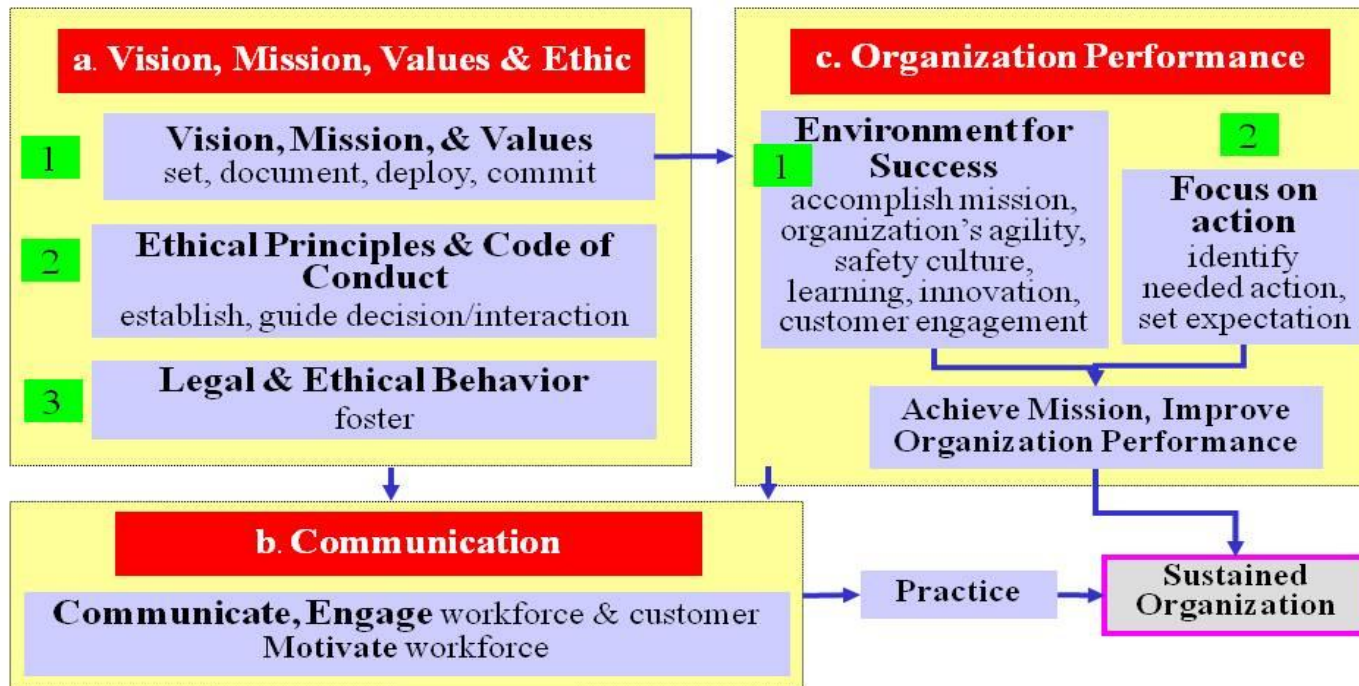 a. Vision, Mission, Values & Ethic
1
Vision, Mission, & Values
set, document, deploy, commit
2
Ethical Principles & Code of
Conduct
establish, guide decision/interaction
3
Legal & Ethical Behavior
foster
c. Organization Performance
1
Environment for
Success
accomplish mission,
organization's agility,
safety culture,
learning, innovation,
customer engagement
2
Focus on
action
identify
needed action,
set expectation
Achieve Mission, Improve
Organization Performance
b. Communication
Communicate, Engage workforce & customer
Motivate workforce
Practice
Sustained
Organization